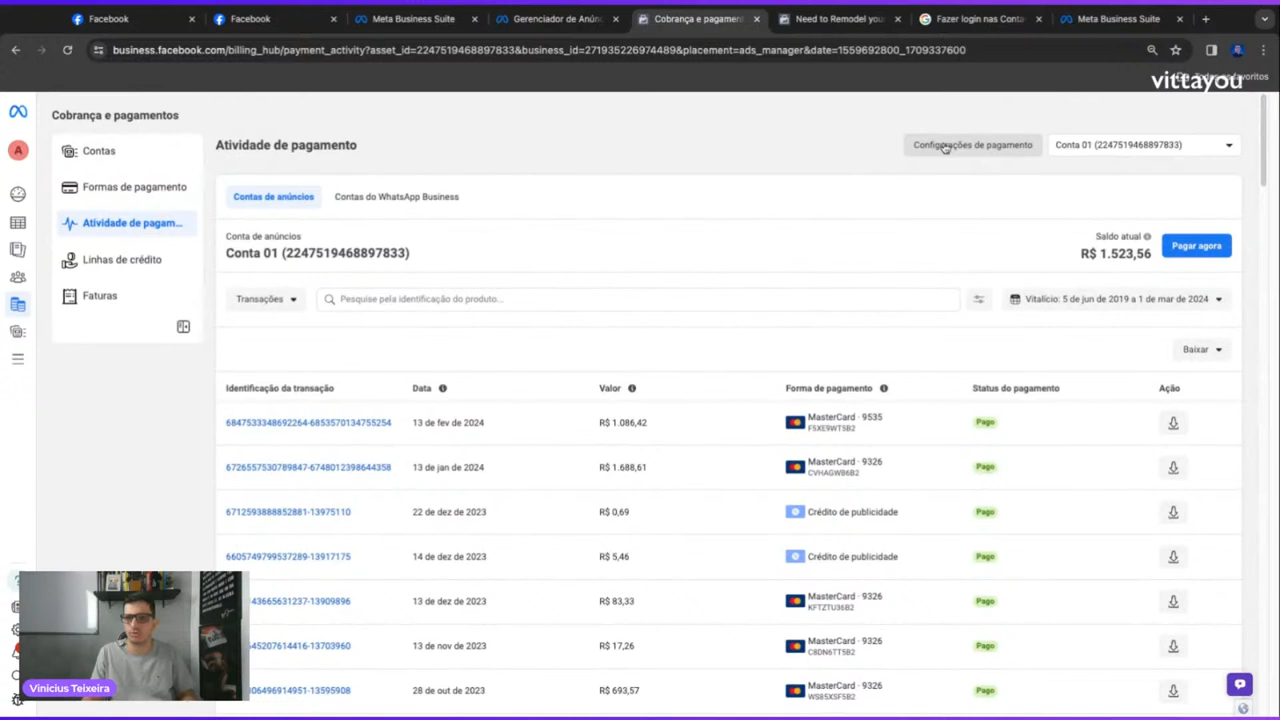 Facebook
Facebook
Meta Business Suite
Gerenciador de Anún
Cobrança e pagamen
Need to Remodel you
Fazer login nas Conta
Meta Business Suite
business.facebook.com/billing_hub/payment_activity?asset_id=2247519468897833&business_id=271935226974489&placement=ads_manager&date=1559692800_1709337600
vittayou
Cobrança e pagamentos
A
Contas
Formas de pagamento
Atividade de pagam...
Linhas de crédito
Faturas
Atividade de pagamento
Configurações de pagamento
Conta 01 (2247519468897833)
Contas de anúncios
Contas do WhatsApp Business
Conta de anúncios
Conta 01 (2247519468897833)
Saldo atual
R$ 1.523,56
Pagar agora
Transações
Pesquise pela identificação do produto...
Vitalício: 5 de jun de 2019 a 1 de mar de 2024
Baixar
Identificação da transação Data Valor Forma de pagamento Status do pagamento Ação
6847533348692264-6853570134755254 13 de fev de 2024 R$ 1.086,42 MasterCard · 9535 Pago
F5XE9WT5B2
6726557530789847-6748012398644358 13 de jan de 2024 R$ 1.688,61 MasterCard · 9326 Pago
CVHAGWB6B2
6712593888852881-13975110 22 de dez de 2023 R$ 0,69 Crédito de publicidade Pago
6605749799537289-13917175 14 de dez de 2023 R$ 5,46 Crédito de publicidade Pago
43665631237-13909896 13 de dez de 2023 R$ 83,33 MasterCard · 9326 Pago
KFTZTU36B2
45207614416-13703960 13 de nov de 2023 R$ 17,26 MasterCard · 9326 Pago
C8DN6TT5B2
06496914951-13595908 28 de out de 2023 R$ 693,57 MasterCard · 9326 Pago
WS85XSF5B2
Vinicius Teixeira